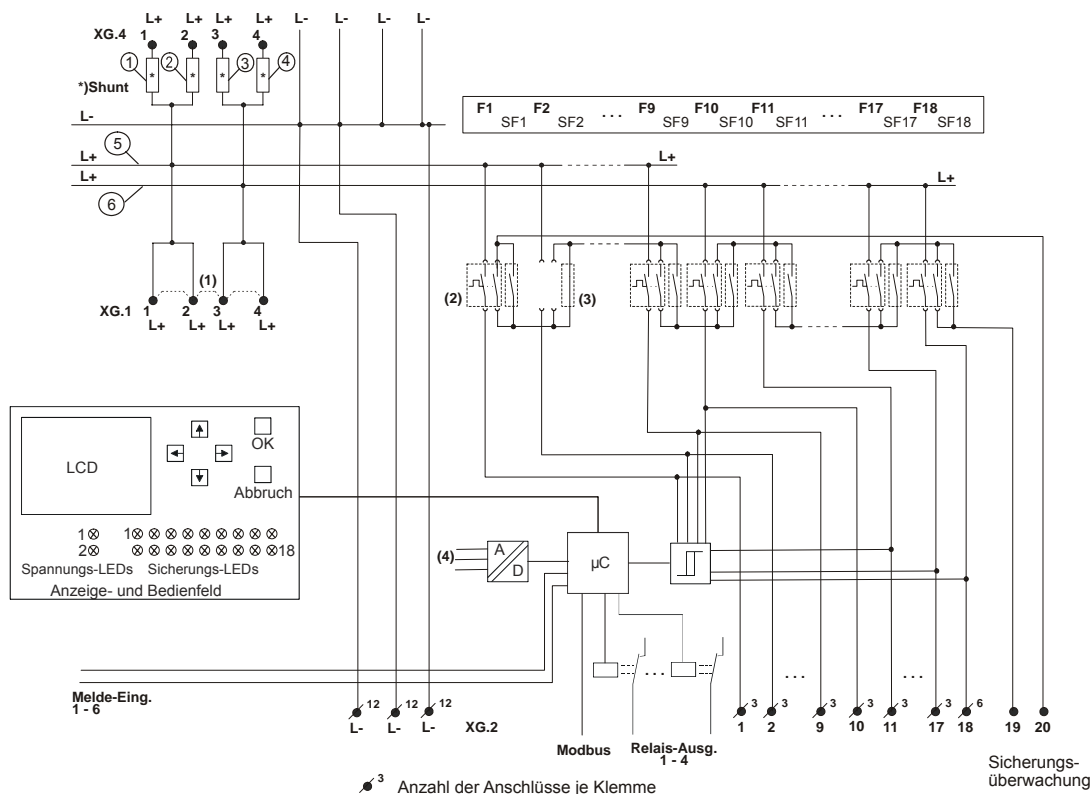 L+ L+ L+ L+ L- L- L- L-
XG.4 1 2 3 4
1 * 2 * * 3 * 4
*)Shunt
L-
F1 F2 ... F9 F10 F11 ... F17 F18
SF1 SF2 SF9 SF10 SF11 SF17 SF18
5
L+ L+
L+ L+
6
(1)
(2) (3)
XG.1 1 2 3 4
L+ L+ L+ L+
LCD
OK
Abbruch
1 1
2 18
Spannungs-LEDs Sicherungs-LEDs
Anzeige- und Bedienfeld
(4) A
D
µC
...
Melde-Eing.
1 - 6
... ...
12 12 12 3 3 3 3 3 3 6
L- L- L- XG.2 1 2 9 10 11 17 18 19 20
Modbus Relais-Ausg.
1 - 4
Sicherungs-
überwachung
3 Anzahl der Anschlüsse je Klemme